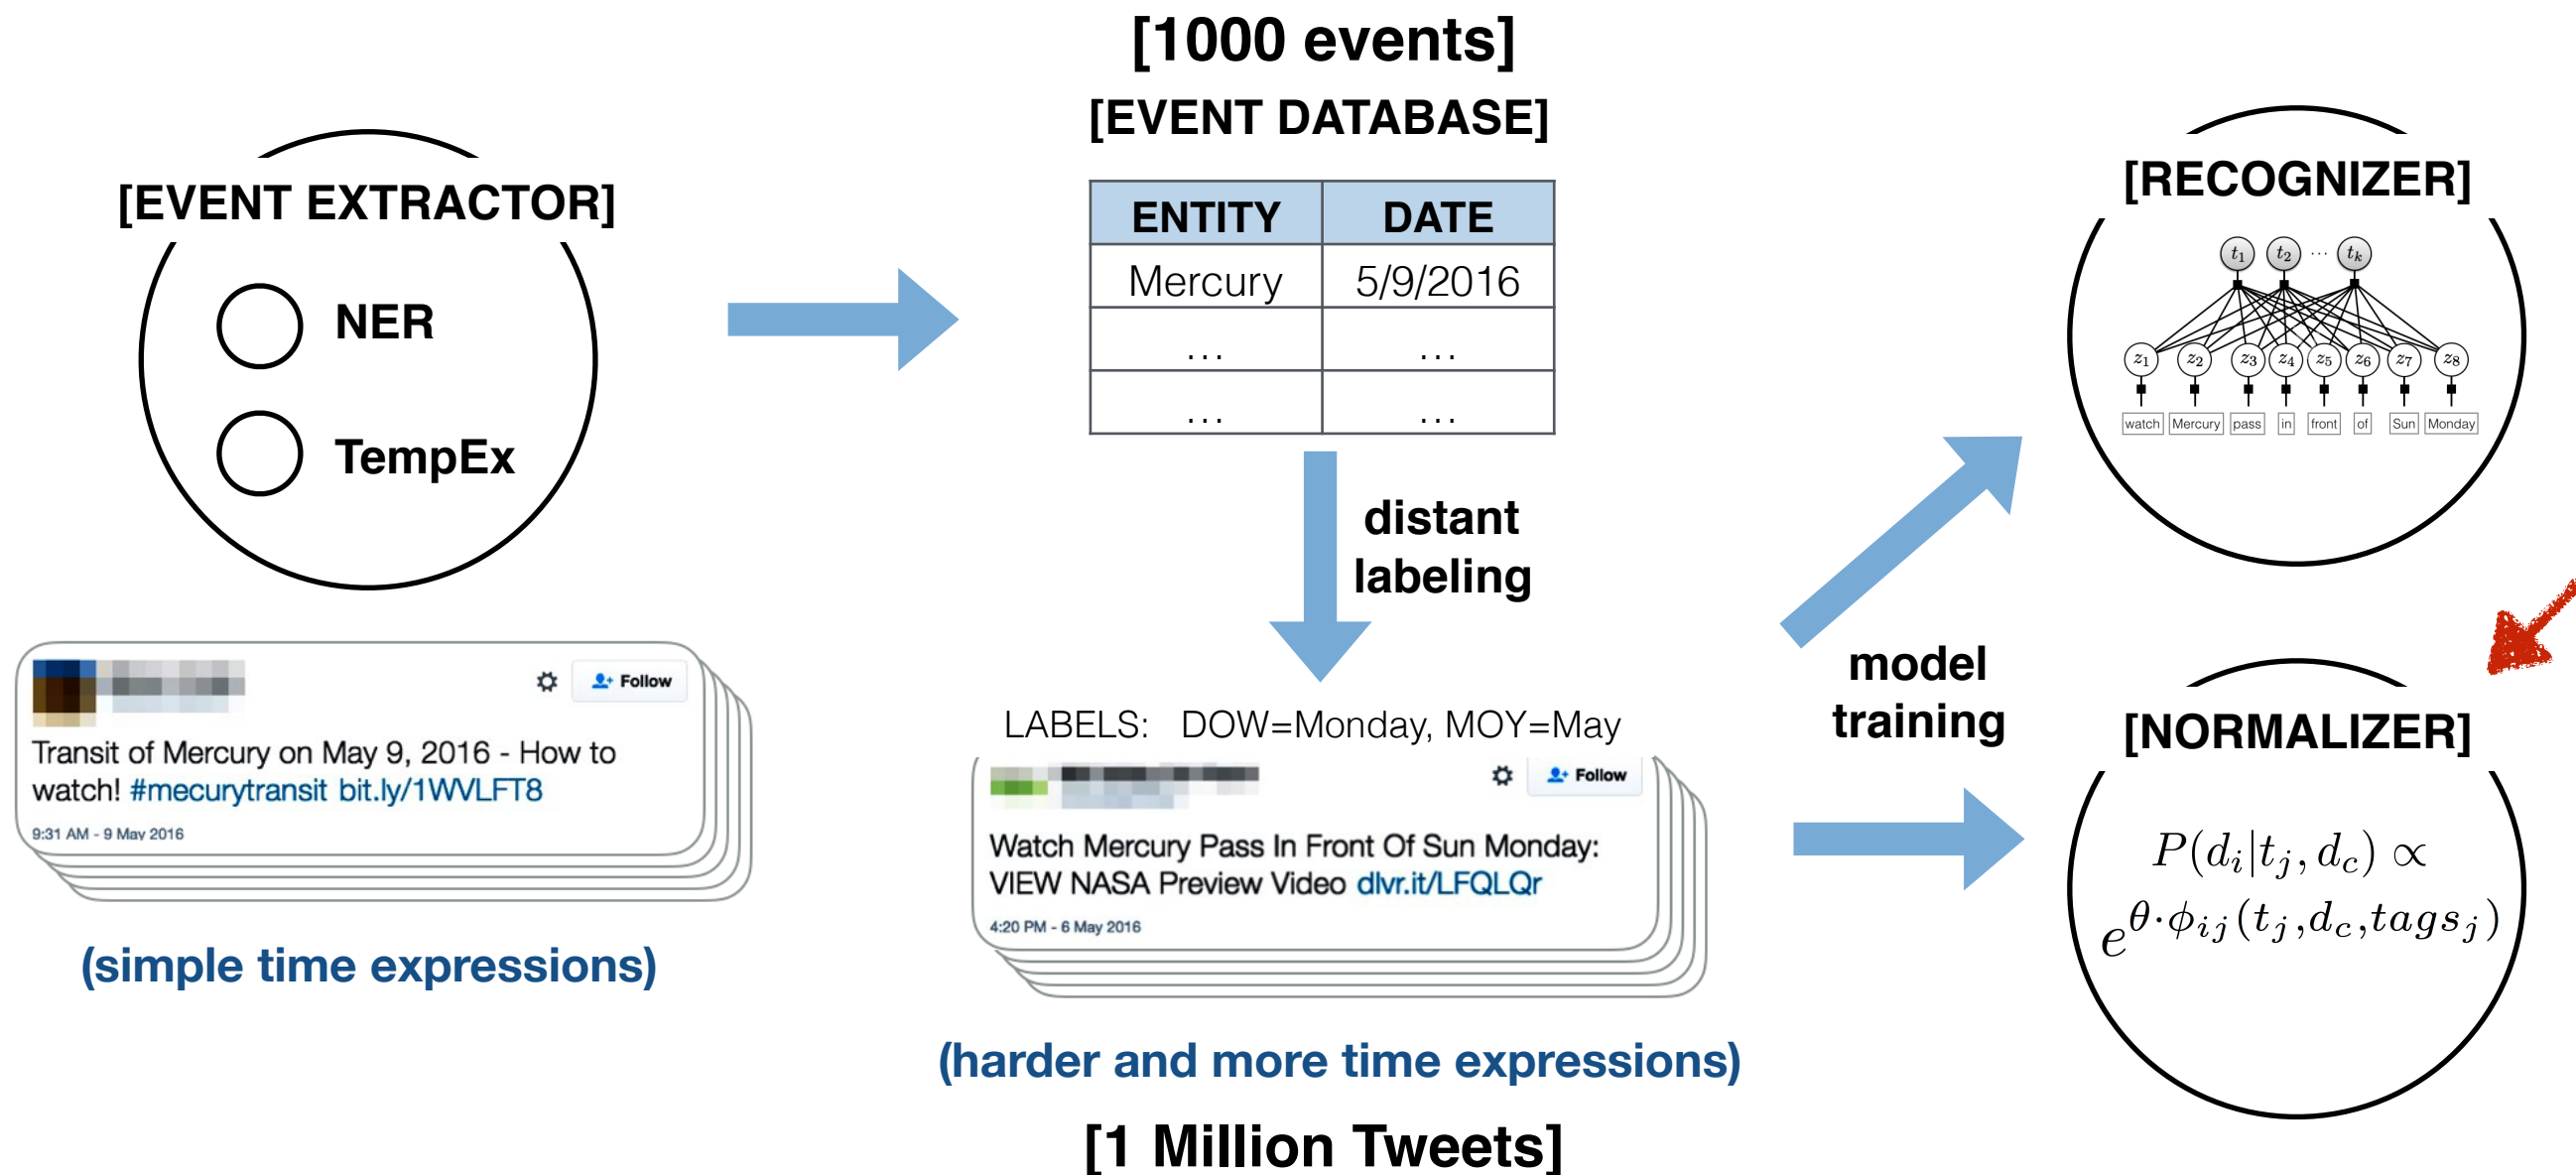 [1000 events]
[EVENT DATABASE]
[EVENT EXTRACTOR]
NER
TempEx
ENTITY DATE
Mercury 5/9/2016
... ...
... ...
distant
labeling
Follow
Transit of Mercury on May 9, 2016 - How to
watch! #mecurytransit bit.ly/1WVLFT8
9:31 AM - 9 May 2016
(simple time expressions)
LABELS: DOW=Monday, MOY=May
Follow
Watch Mercury Pass In Front Of Sun Monday:
VIEW NASA Preview Video dlvr.it/LFQLQr
4:20 PM - 6 May 2016
(harder and more time expressions)
[1 Million Tweets]
model
training
[RECOGNIZER]
t₁ t₂ ... tₖ
z₁ z₂ z₃ z₄ z₅ z₆ z₇ z₈
watch Mercury pass in front of Sun Monday
[NORMALIZER]
P(dᵢ|tⱼ, d_c) ∝
e^{θ·ϕᵢⱼ(tⱼ,d_c,tagsⱼ)}